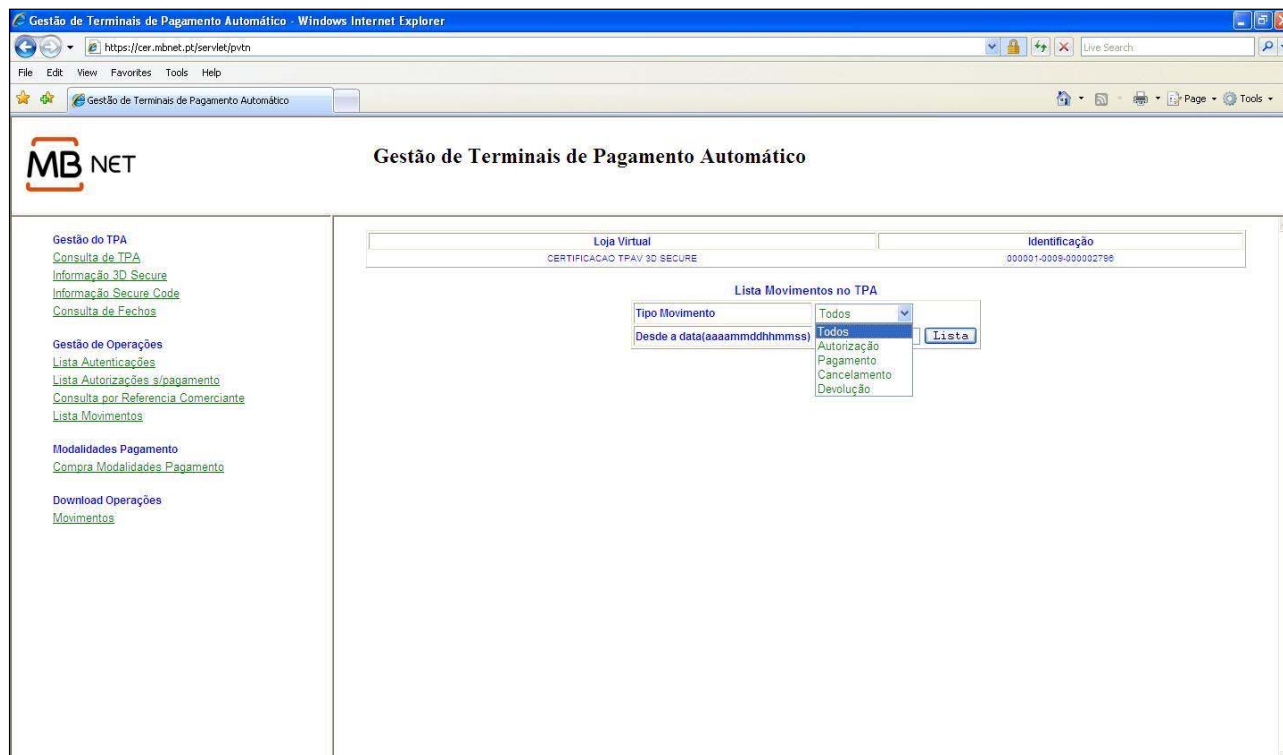 Gestão de Terminais de Pagamento Automático - Windows Internet Explorer
https://cer.mbnet.pt/servlet/pvtn
Live Search
File Edit View Favorites Tools Help
Gestão de Terminais de Pagamento Automático
Page Tools
MB NET
Gestão de Terminais de Pagamento Automático
Gestão do TPA
Consulta de TPA
Informação 3D Secure
Informação Secure Code
Consulta de Fechos
Gestão de Operações
Lista Autenticações
Lista Autorizações s/pagamento
Consulta por Referencia Comerciante
Lista Movimentos
Modalidades Pagamento
Compra Modalidades Pagamento
Download Operações
Movimentos
Loja Virtual Identificação
CERTIFICACAO TPAV 3D SECURE 000001-0009-000002796
Lista Movimentos no TPA
Tipo Movimento Todos
Desde a data(aaaammddhhmmss) Lista
Todos
Autorização
Pagamento
Cancelamento
Devolução